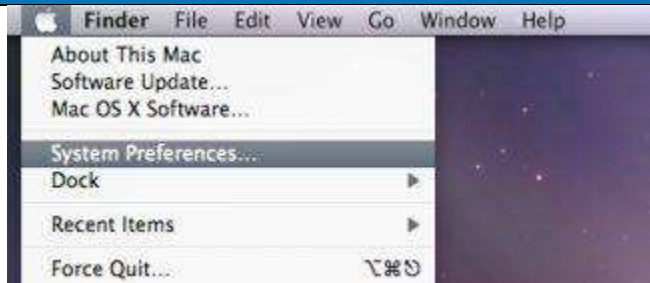 Finder File Edit View Go Window Help
About This Mac
Software Update...
Mac OS X Software...
System Preferences...
Dock
Recent Items
Force Quit... ⌥⌘⎋